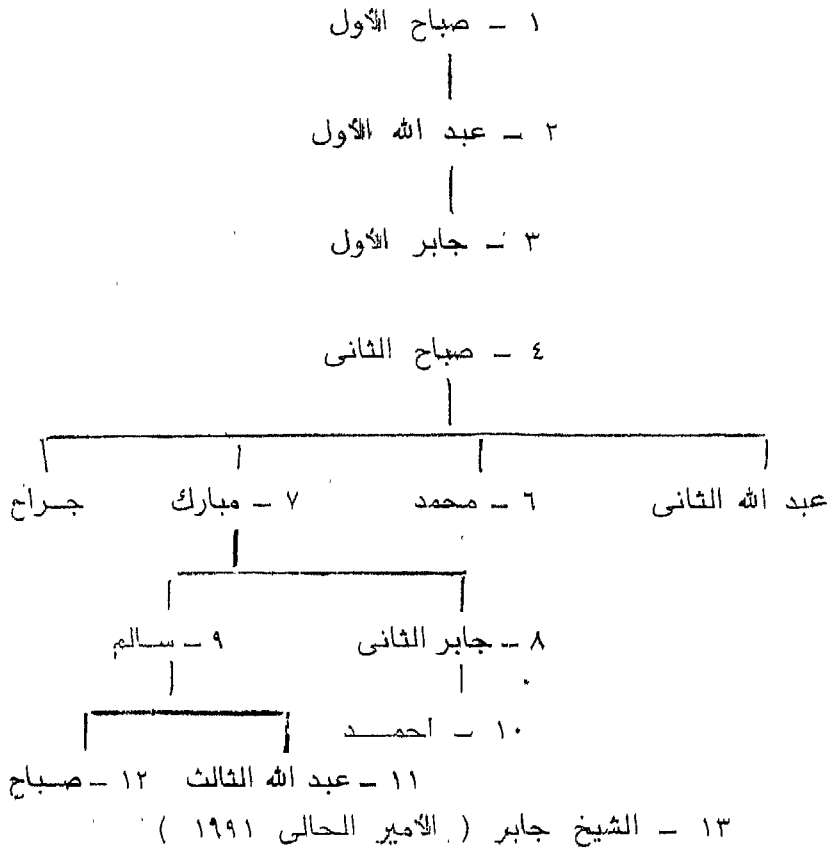 ١ - صباح الأول
٢ - عبد الله الأول
٣ - جابر الأول
٤ - صباح الثانى
عبد الله الثانى ٦ - محمد ٧ - مبارك جراح
٨ - جابر الثانى ٩ - سالم
١٠ - احمد
١١ - عبد الله الثالث ١٢ - صباح
١٣ - الشيخ جابر ( الأمير الحالى ١٩٩١ )